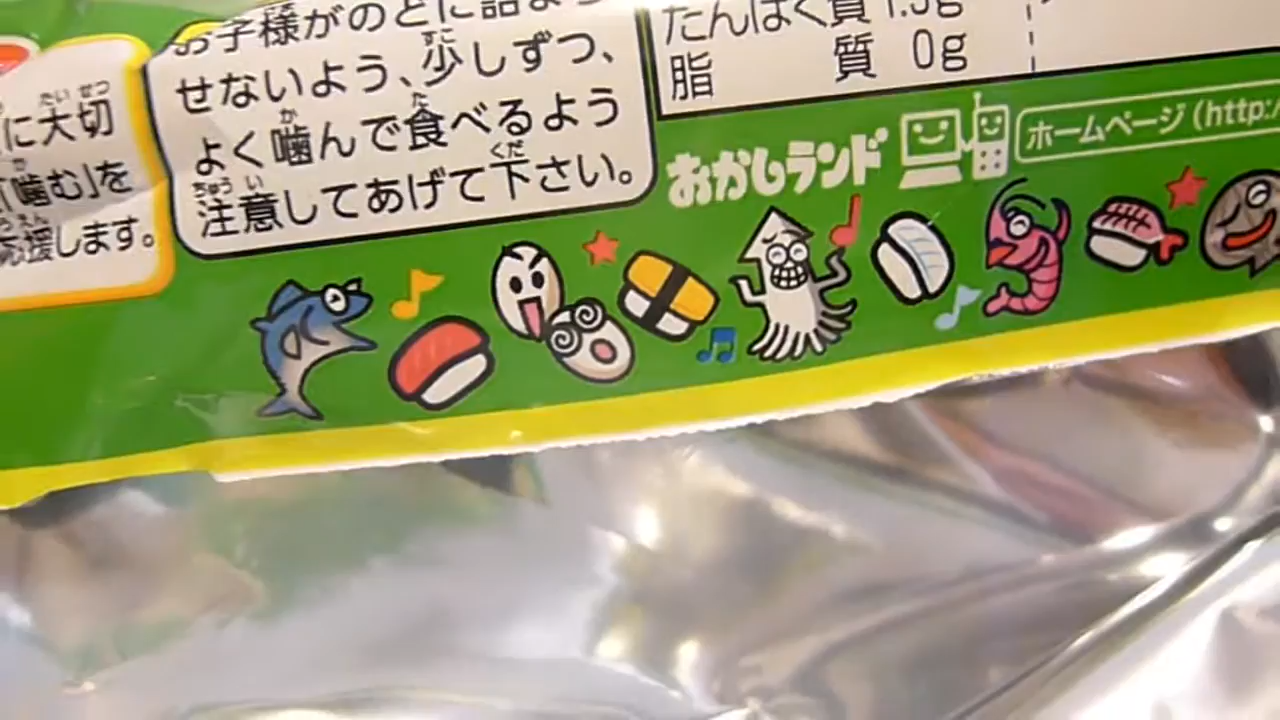 に大切
「噛む」を
応援します。
お子様がのどに詰まら
せないよう、少しずつ、
よく噛んで食べるよう
注意してあげて下さい。
たんぱく質 1.5g
脂質 0g
おかしランド
ホームページ (http:/